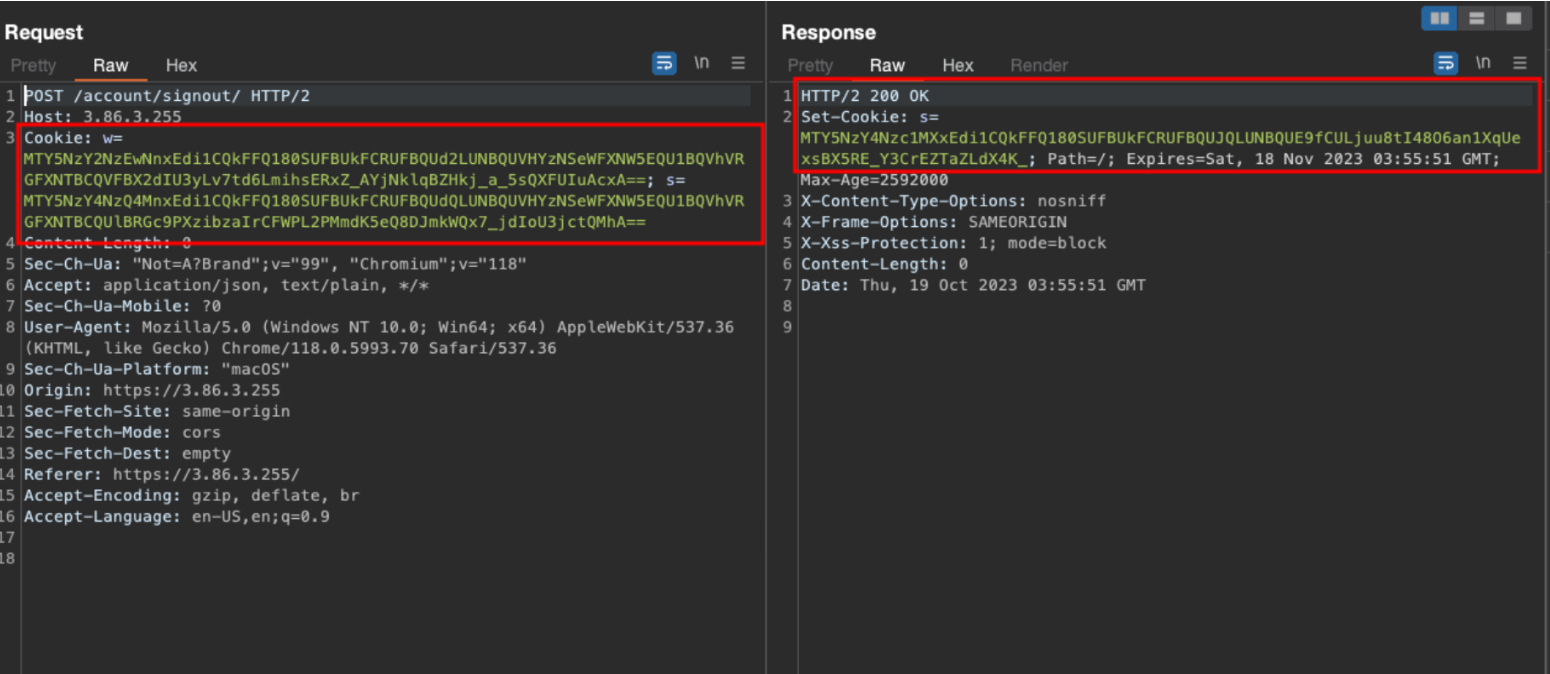 Request
Pretty Raw Hex \n
1 POST /account/signout/ HTTP/2
2 Host: 3.86.3.255
3 Cookie: w=
MTY5NzY2NzEwNnxEdi1CQkFFQ180SUFBUkFCRUFBQUd2LUNBQUVHYzNSeWFXNW5EQU1BQVhVR
GFXNTBCQVFBX2dIU3yLv7td6LmihsERxZ_AYjNklqBZHkj_a_5sQXFUIuAcxA==; s=
MTY5NzY4NzQ4MnxEdi1CQkFFQ180SUFBUkFCRUFBQUdQLUNBQUVHYzNSeWFXNW5EQU1BQVhVR
GFXNTBCQUlBRGc9PXzibzaIrCFWPL2PMmdK5eQ8DJmkWQx7_jdIoU3jctQMhA==
4 Content-Length: 0
5 Sec-Ch-Ua: "Not=A?Brand";v="99", "Chromium";v="118"
6 Accept: application/json, text/plain, */*
7 Sec-Ch-Ua-Mobile: ?0
8 User-Agent: Mozilla/5.0 (Windows NT 10.0; Win64; x64) AppleWebKit/537.36
(KHTML, like Gecko) Chrome/118.0.5993.70 Safari/537.36
9 Sec-Ch-Ua-Platform: "macOS"
10 Origin: https://3.86.3.255
11 Sec-Fetch-Site: same-origin
12 Sec-Fetch-Mode: cors
13 Sec-Fetch-Dest: empty
14 Referer: https://3.86.3.255/
15 Accept-Encoding: gzip, deflate, br
16 Accept-Language: en-US,en;q=0.9
17
18
Response
Pretty Raw Hex Render \n
1 HTTP/2 200 OK
2 Set-Cookie: s=
MTY5NzY4Nzc1MXxEdi1CQkFFQ180SUFBUkFCRUFBQUJQLUNBQUE9fCULjuu8tI48O6an1XqUe
xsBX5RE_Y3CrEZTaZLdX4K_; Path=/; Expires=Sat, 18 Nov 2023 03:55:51 GMT;
Max-Age=2592000
3 X-Content-Type-Options: nosniff
4 X-Frame-Options: SAMEORIGIN
5 X-Xss-Protection: 1; mode=block
6 Content-Length: 0
7 Date: Thu, 19 Oct 2023 03:55:51 GMT
8
9